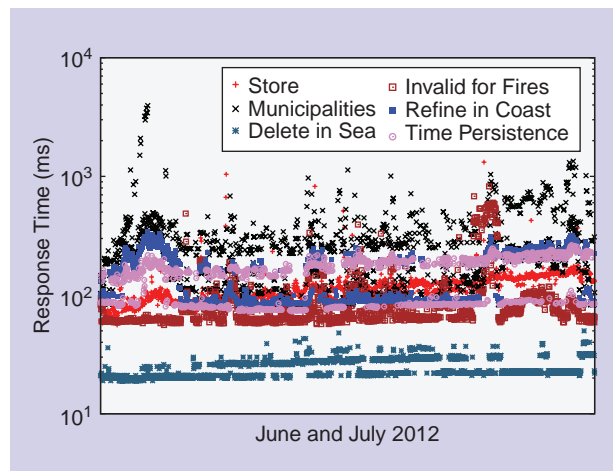 10^4
10^3
10^2
10^1
Response Time (ms)
Store
Municipalities
Delete in Sea
Invalid for Fires
Refine in Coast
Time Persistence
June and July 2012